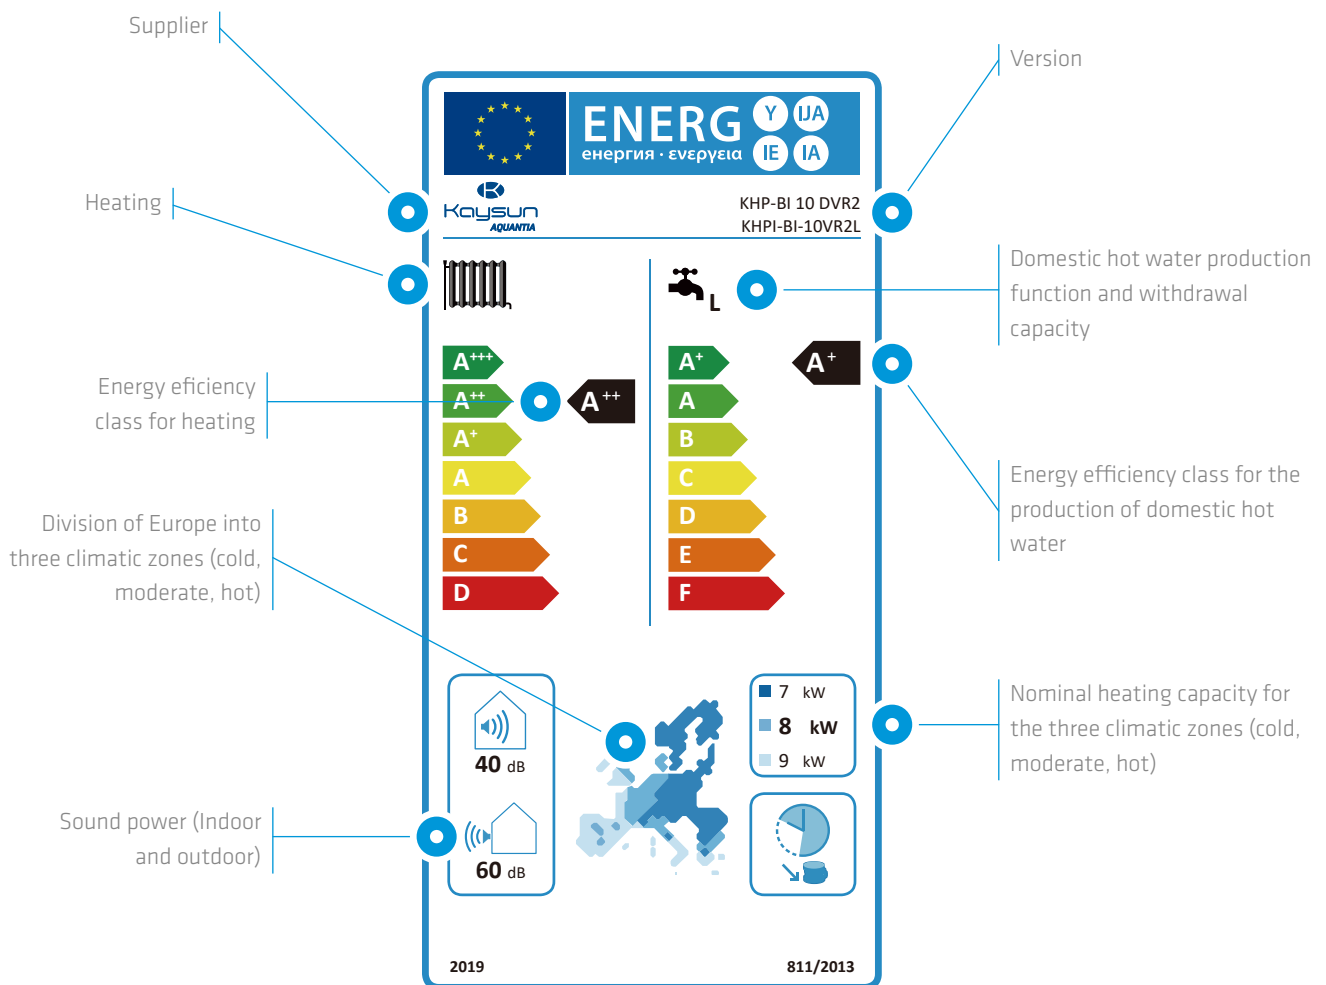 Supplier
Version
ENERG
Y IJA
IE IA
енергия · ενεργεια
Heating
Kaysun
AQUANTIA
KHP-BI 10 DVR2
KHPI-BI-10VR2L
Domestic hot water production
function and withdrawal
capacity
L
A+++
A++
A+
A
B
C
D
A++
A+
A
B
C
D
E
F
A+
Energy eficiency
class for heating
Energy efficiency class for the
production of domestic hot
water
Division of Europe into
three climatic zones (cold,
moderate, hot)
40 dB
60 dB
7 kW
8 kW
9 kW
Nominal heating capacity for
the three climatic zones (cold,
moderate, hot)
Sound power (Indoor
and outdoor)
2019
811/2013